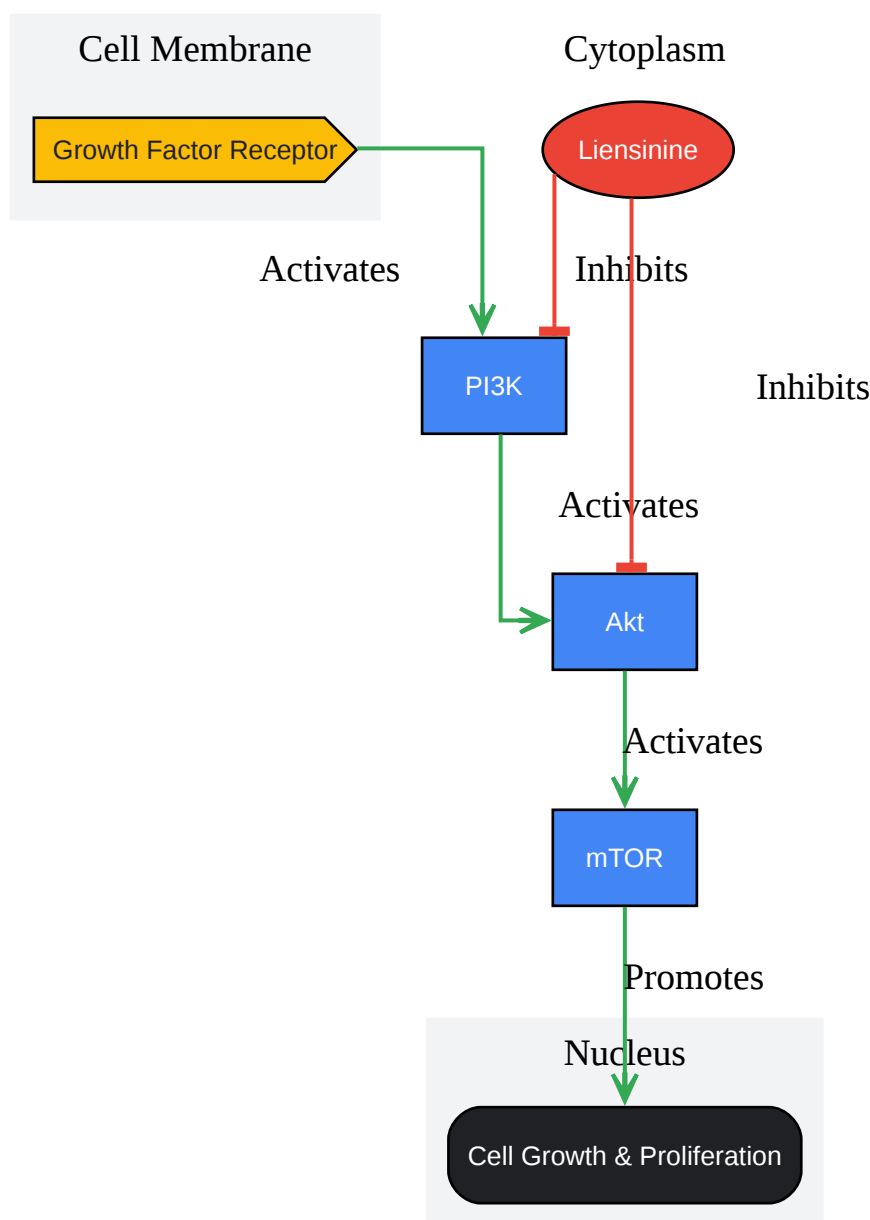 Cell Membrane
Cytoplasm
Growth Factor Receptor
Liensinine
Activates
Inhibits
PI3K
Inhibits
Activates
Akt
Activates
mTOR
Promotes
Nucleus
Cell Growth & Proliferation